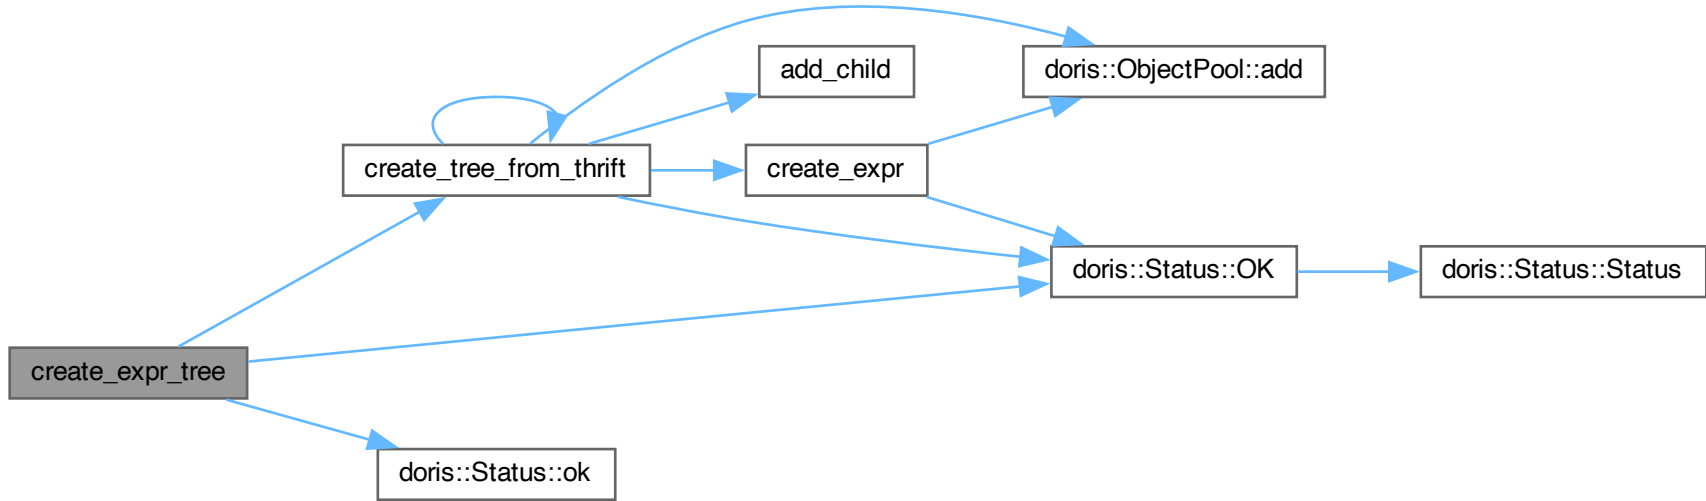 add_child
doris::ObjectPool::add
create_tree_from_thrift
create_expr
doris::Status::OK
doris::Status::Status
create_expr_tree
doris::Status::ok